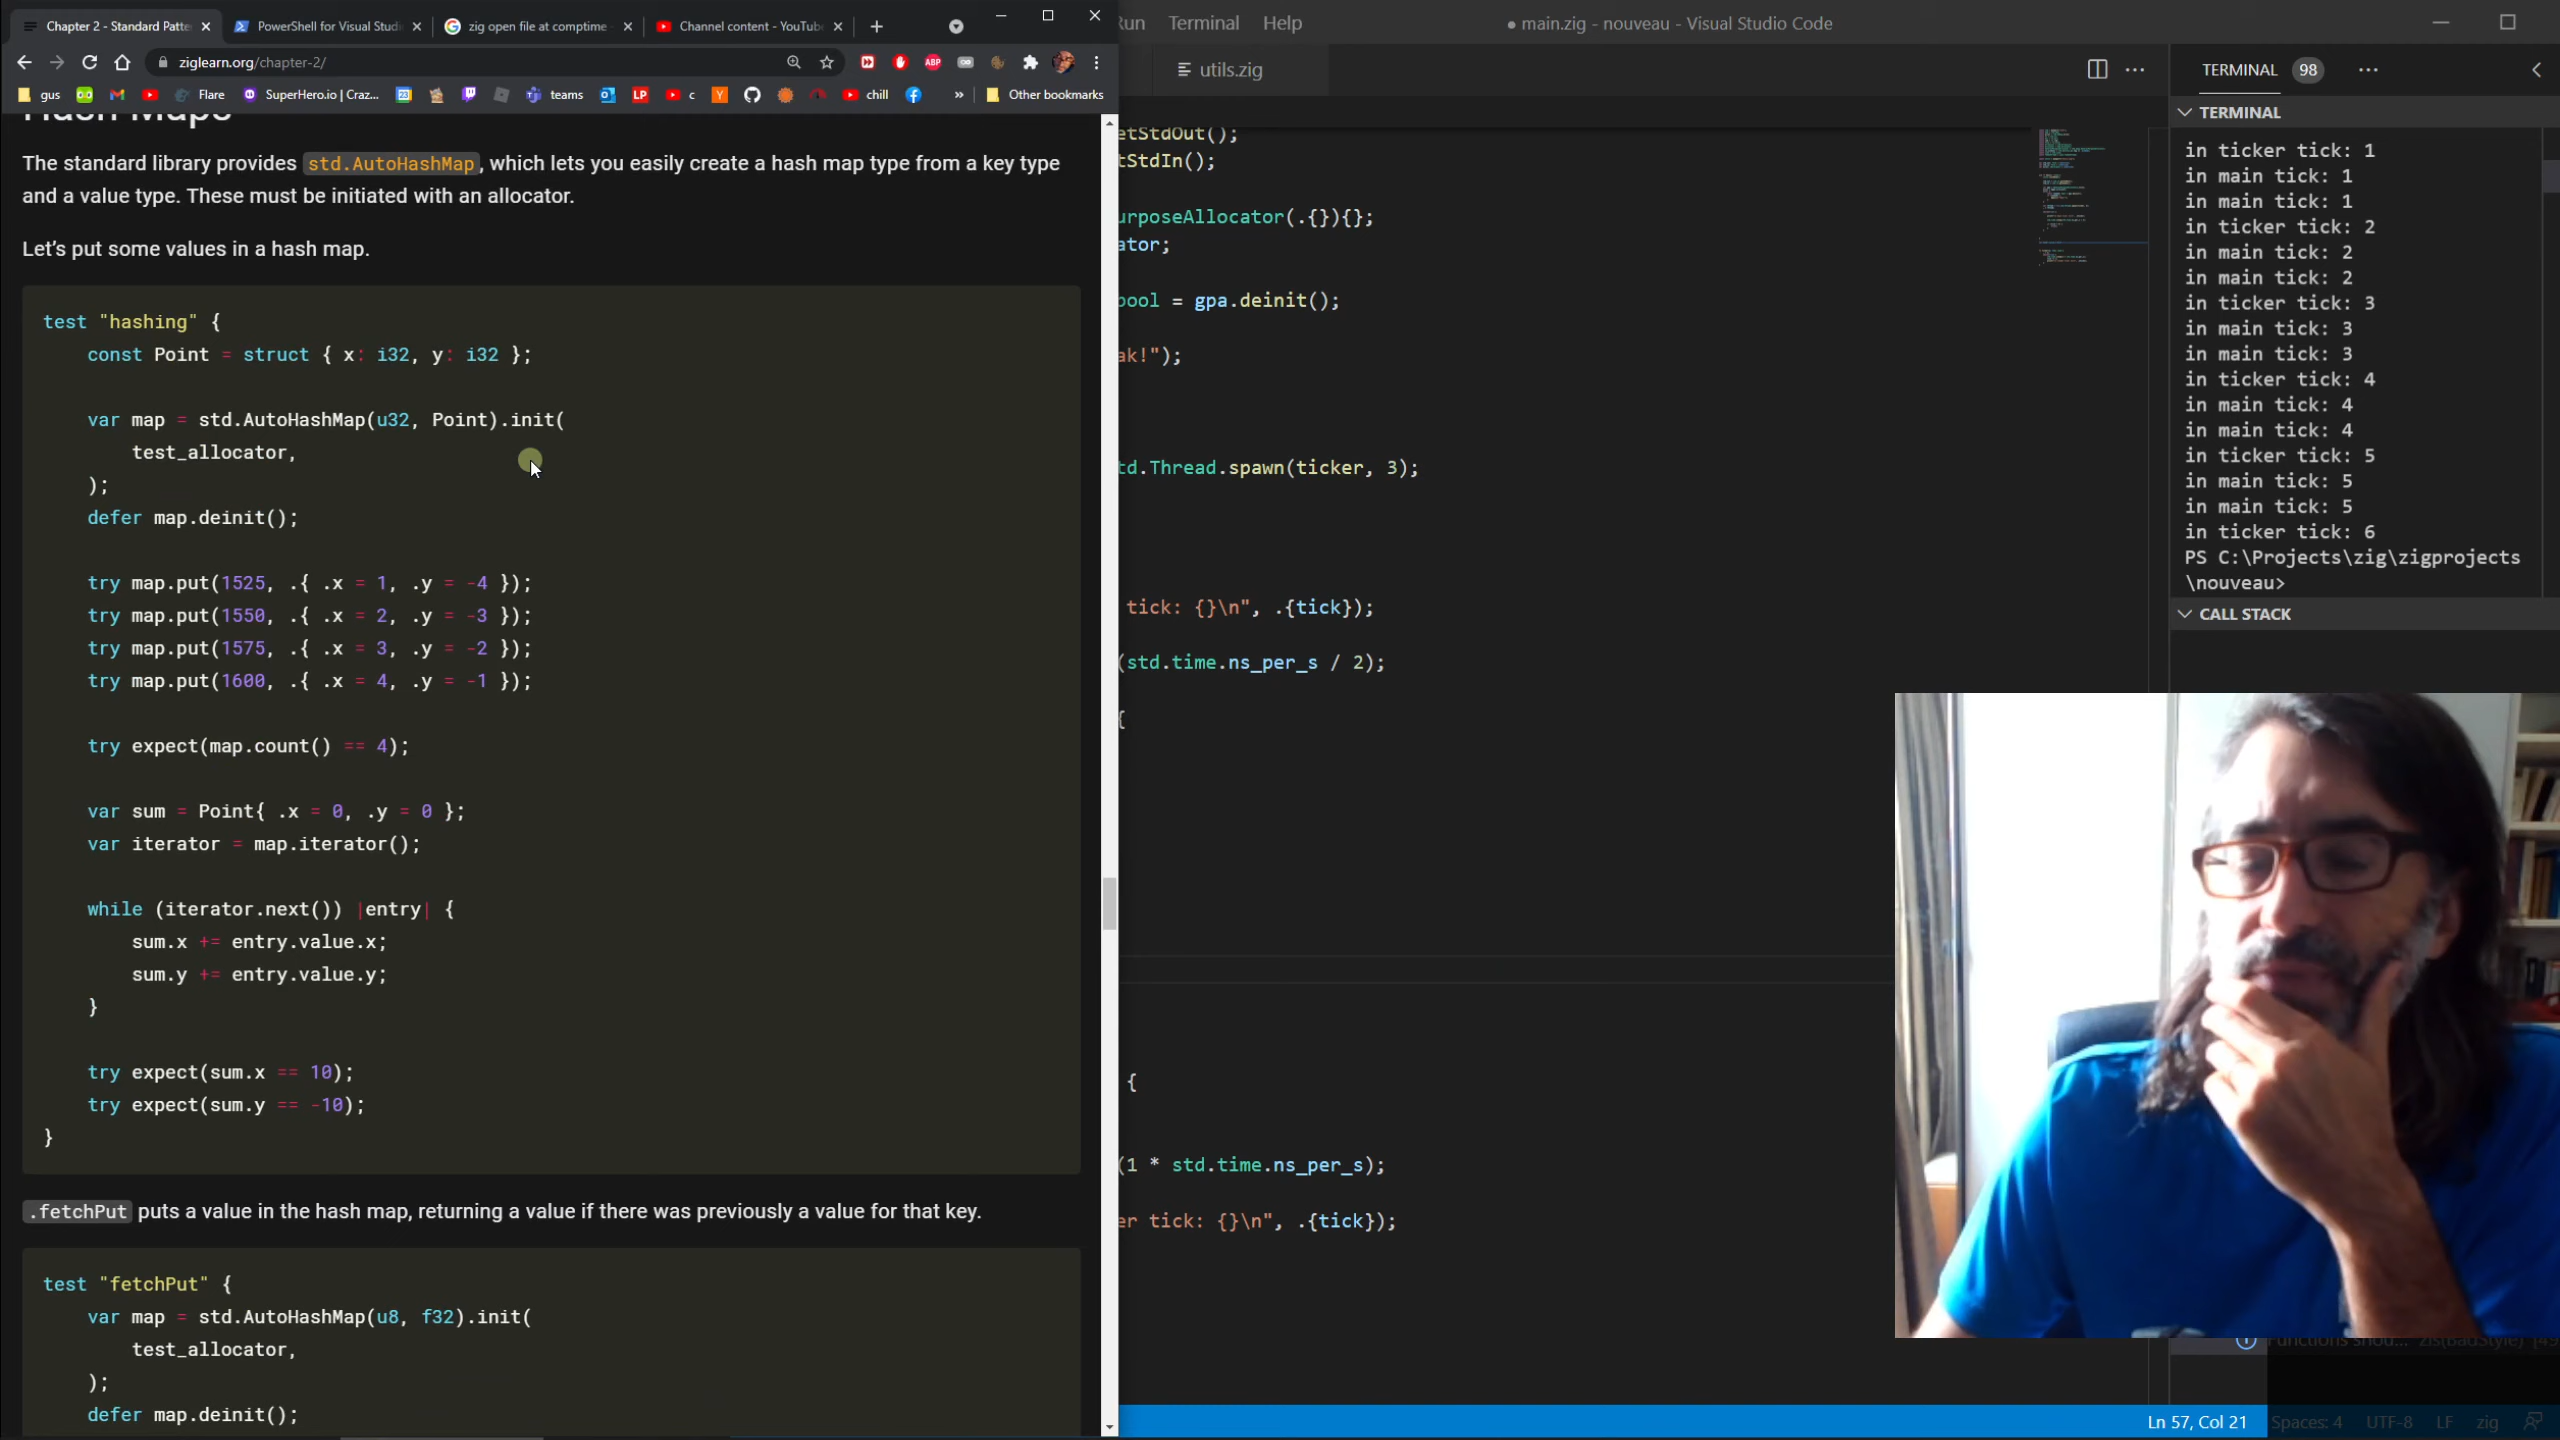 Chapter 2 - Standard Patte
PowerShell for Visual Studi
zig open file at comptime
Channel content - YouTub
ziglearn.org/chapter-2/
gus
Flare
SuperHero.io | Craz...
teams
c
chill
»
Other bookmarks
Hash Maps
The standard library provides std.AutoHashMap, which lets you easily create a hash map type from a key type
and a value type. These must be initiated with an allocator.
Let's put some values in a hash map.
test "hashing" {
const Point = struct { x: i32, y: i32 };
var map = std.AutoHashMap(u32, Point).init(
test_allocator,
);
defer map.deinit();
try map.put(1525, .{ .x = 1, .y = -4 });
try map.put(1550, .{ .x = 2, .y = -3 });
try map.put(1575, .{ .x = 3, .y = -2 });
try map.put(1600, .{ .x = 4, .y = -1 });
try expect(map.count() == 4);
var sum = Point{ .x = 0, .y = 0 };
var iterator = map.iterator();
while (iterator.next()) |entry| {
sum.x += entry.value.x;
sum.y += entry.value.y;
}
try expect(sum.x == 10);
try expect(sum.y == -10);
}
.fetchPut puts a value in the hash map, returning a value if there was previously a value for that key.
test "fetchPut" {
var map = std.AutoHashMap(u8, f32).init(
test_allocator,
);
defer map.deinit();
Run Terminal Help
● main.zig - nouveau - Visual Studio Code
utils.zig
etStdOut();
tStdIn();
urposeAllocator(.{}){};
ator;
bool = gpa.deinit();
ak!");
td.Thread.spawn(ticker, 3);
tick: {}\n", .{tick});
(std.time.ns_per_s / 2);
{
{
(1 * std.time.ns_per_s);
er tick: {}\n", .{tick});
TERMINAL 98
TERMINAL
in ticker tick: 1
in main tick: 1
in main tick: 1
in ticker tick: 2
in main tick: 2
in main tick: 2
in ticker tick: 3
in main tick: 3
in main tick: 3
in ticker tick: 4
in main tick: 4
in main tick: 4
in ticker tick: 5
in main tick: 5
in main tick: 5
in ticker tick: 6
PS C:\Projects\zig\zigprojects
\nouveau>
CALL STACK
Functions shou... zls(BadStyle) [49
Ln 57, Col 21 Spaces: 4 UTF-8 LF zig